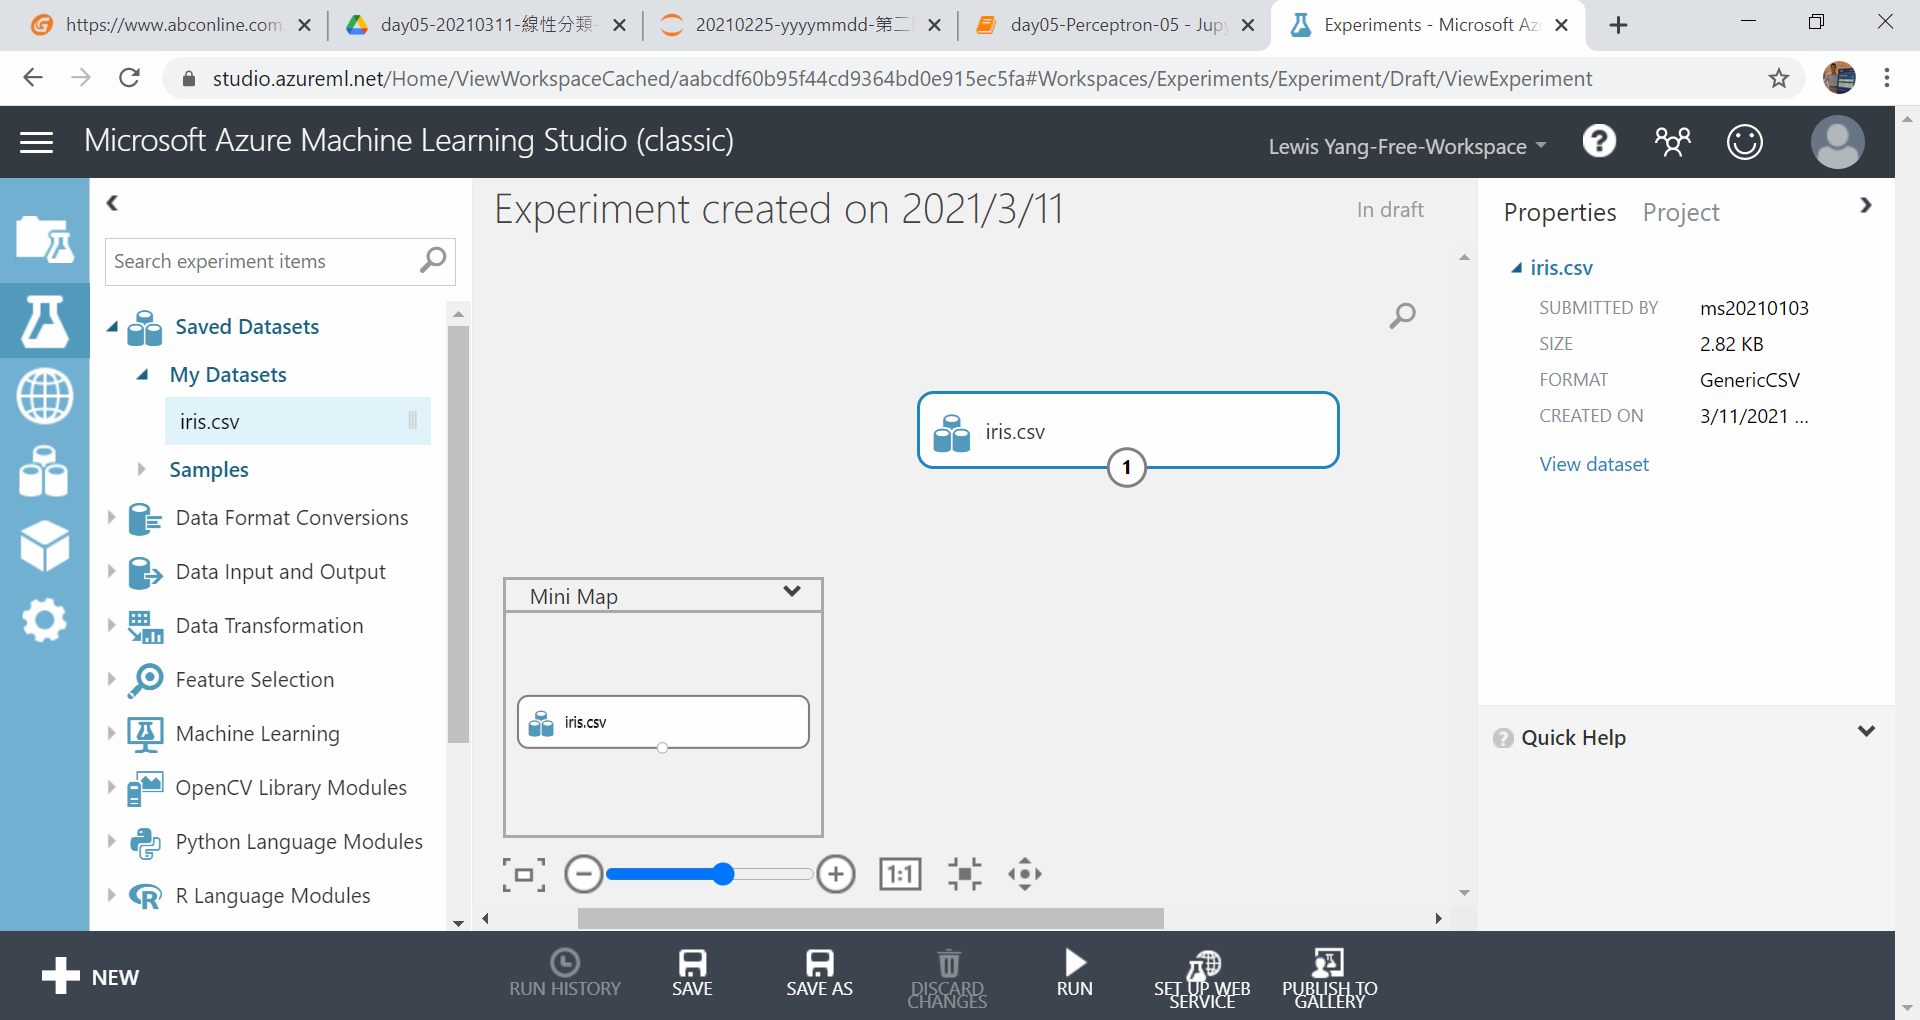 https://www.abconline.com
day05-20210311-線性分類-
20210225-yyyymmdd-第二
day05-Perceptron-05 - Jupy
Experiments - Microsoft Az
studio.azureml.net/Home/ViewWorkspaceCached/aabcdf60b95f44cd9364bd0e915ec5fa#Workspaces/Experiments/Experiment/Draft/ViewExperiment
Microsoft Azure Machine Learning Studio (classic)
Lewis Yang-Free-Workspace
?
Search experiment items
Saved Datasets
My Datasets
iris.csv
Samples
Data Format Conversions
Data Input and Output
Data Transformation
Feature Selection
Machine Learning
OpenCV Library Modules
Python Language Modules
R Language Modules
Experiment created on 2021/3/11
In draft
iris.csv
1
Mini Map
iris.csv
1:1
Properties Project
iris.csv
SUBMITTED BY ms20210103
SIZE 2.82 KB
FORMAT GenericCSV
CREATED ON 3/11/2021 ...
View dataset
? Quick Help
NEW
RUN HISTORY
SAVE
SAVE AS
DISCARD
CHANGES
RUN
SET UP WEB
SERVICE
PUBLISH TO
GALLERY